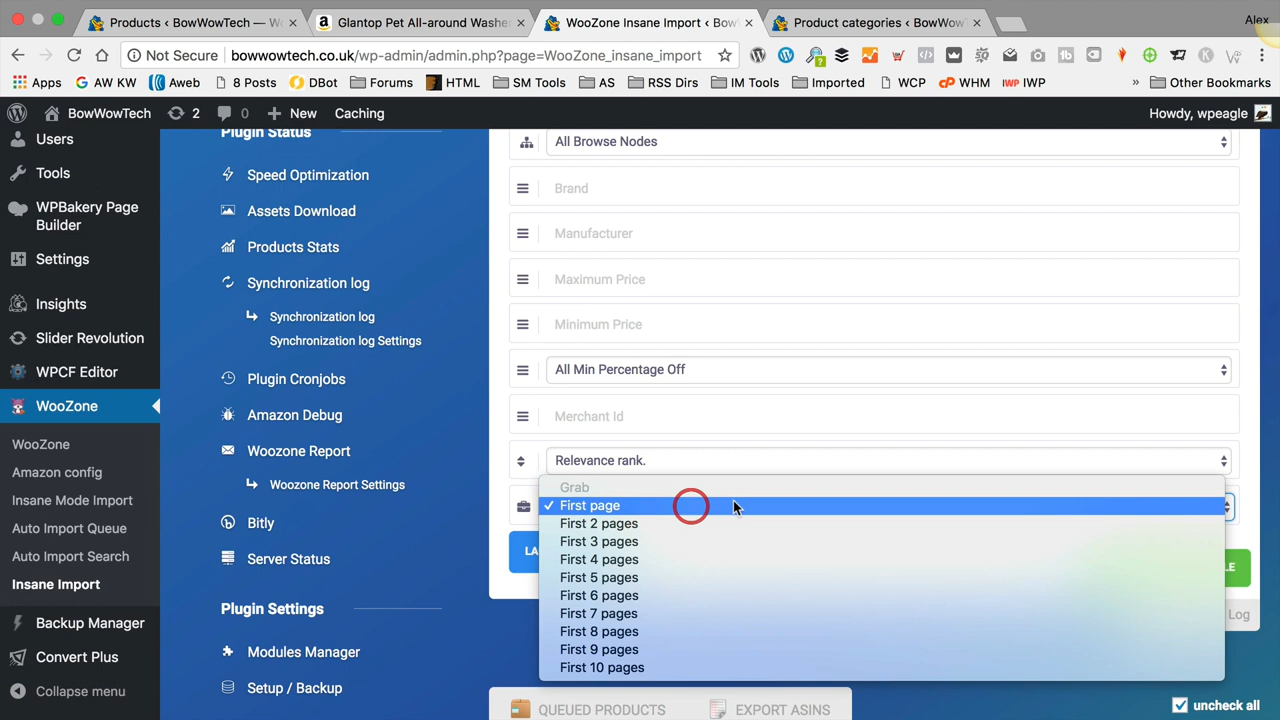 Products ‹ BowWowTech — Wo
Glantop Pet All-around Washer
WooZone Insane Import ‹ Bow
Product categories ‹ BowWowT
Alex
Not Secure
bowwowtech.co.uk/wp-admin/admin.php?page=WooZone_insane_import
Apps
AW KW
Aweb
8 Posts
DBot
Forums
HTML
SM Tools
AS
RSS Dirs
IM Tools
Imported
WCP
cP WHM
IWP IWP
»
Other Bookmarks
BowWowTech
2
0
New
Caching
Howdy, wpeagle
Users
Tools
WPBakery Page
Builder
Settings
Insights
Slider Revolution
WPCF Editor
WooZone
WooZone
Amazon config
Insane Mode Import
Auto Import Queue
Auto Import Search
Insane Import
Backup Manager
Convert Plus
Collapse menu
Plugin Status
Speed Optimization
Assets Download
Products Stats
Synchronization log
Synchronization log
Synchronization log Settings
Plugin Cronjobs
Amazon Debug
Woozone Report
Woozone Report Settings
Bitly
Server Status
Plugin Settings
Modules Manager
Setup / Backup
All Browse Nodes
Brand
Manufacturer
Maximum Price
Minimum Price
All Min Percentage Off
Merchant Id
Relevance rank.
Grab
✓ First page
First 2 pages
First 3 pages
First 4 pages
First 5 pages
First 6 pages
First 7 pages
First 8 pages
First 9 pages
First 10 pages
LA
LE
Log
QUEUED PRODUCTS
EXPORT ASINS
uncheck all